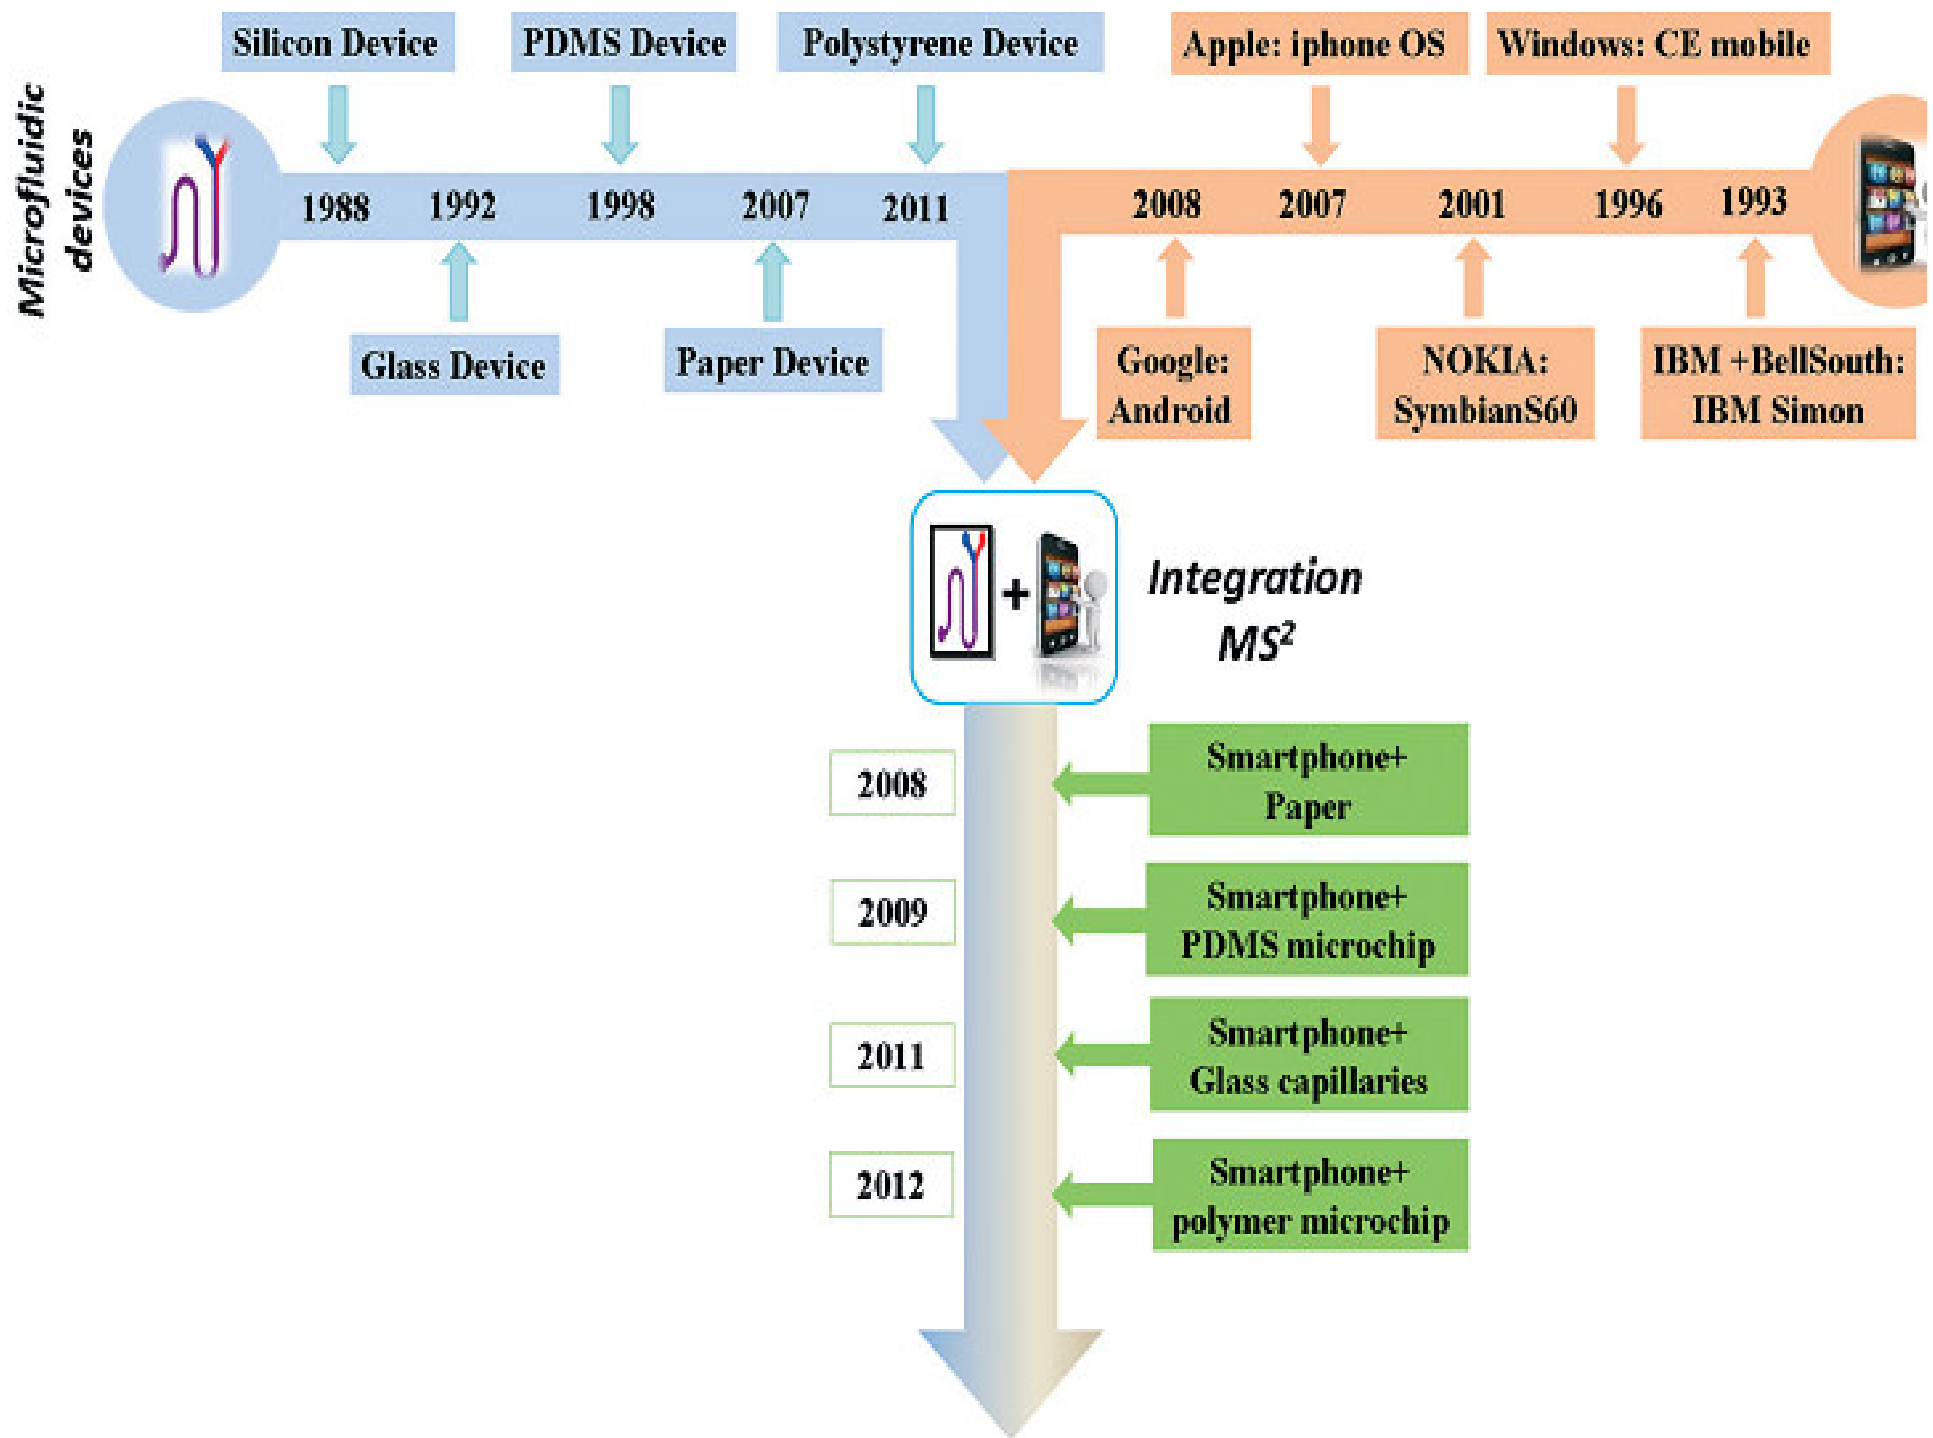 Microfluidic
devices
Silicon Device
PDMS Device
Polystyrene Device
Apple: iphone OS
Windows: CE mobile
1988
1992
1998
2007
2011
2008
2007
2001
1996
1993
Glass Device
Paper Device
Google:
Android
NOKIA:
SymbianS60
IBM +BellSouth:
IBM Simon
+
Integration
MS²
2008
Smartphone+
Paper
2009
Smartphone+
PDMS microchip
2011
Smartphone+
Glass capillaries
2012
Smartphone+
polymer microchip